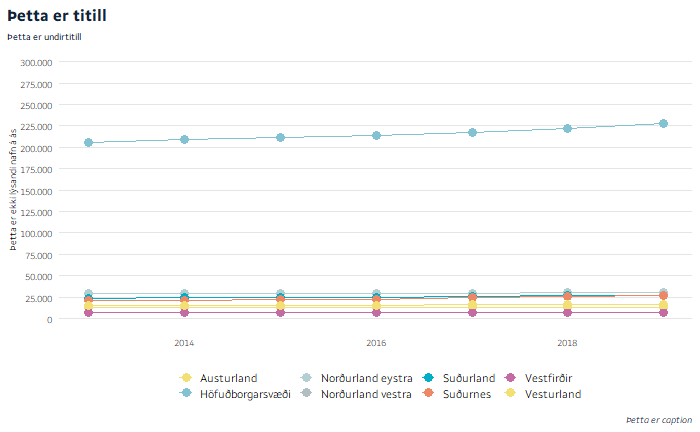 Þetta er titill
Þetta er undirtitill
Þetta er ekki lýsandi nafn á ás
300.000
275.000
250.000
225.000
200.000
175.000
150.000
125.000
100.000
75.000
50.000
25.000
0
2014 2016 2018
Austurland Norðurland eystra Suðurland Vestfirðir
Höfuðborgarsvæði Norðurland vestra Suðurnes Vesturland
Þetta er caption